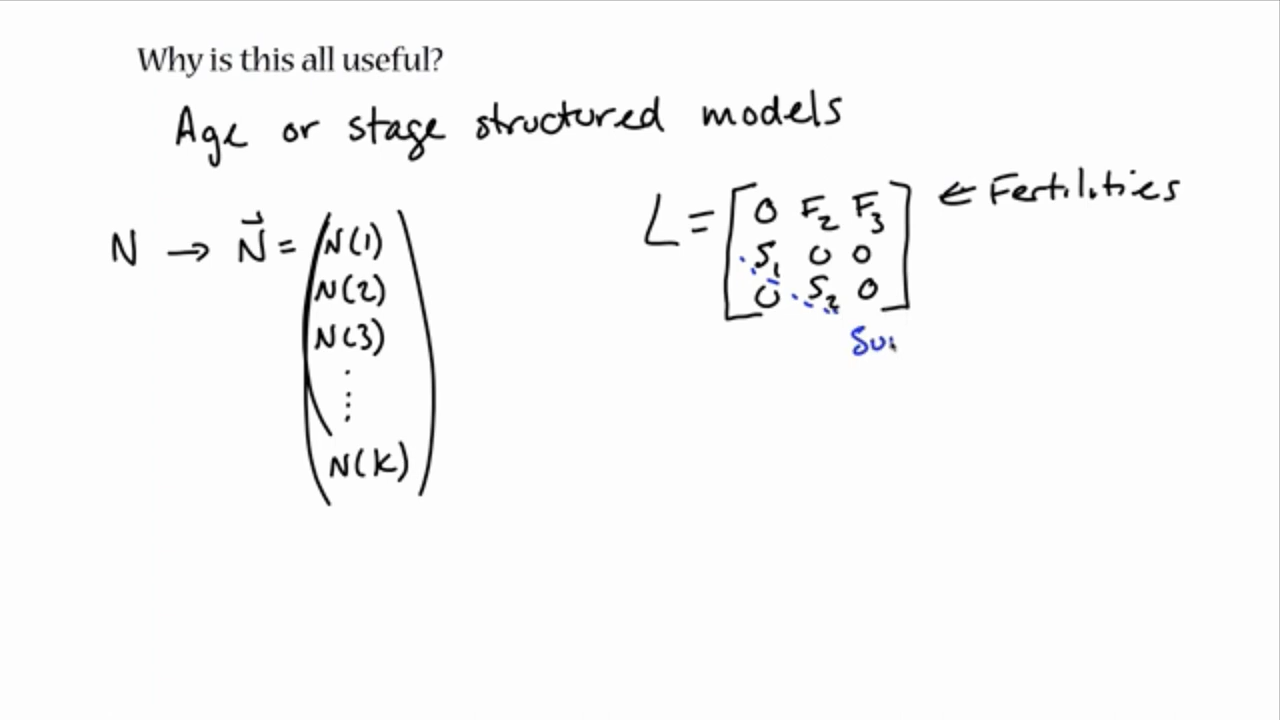 Why is this all useful?
Age or stage structured models
N → N⃗ = (N(1)
N(2)
N(3)
⋮
N(k))
L = [0 F₂ F₃] ← Fertilities
[S₁ 0 0]
[0 S₂ 0]
Sur